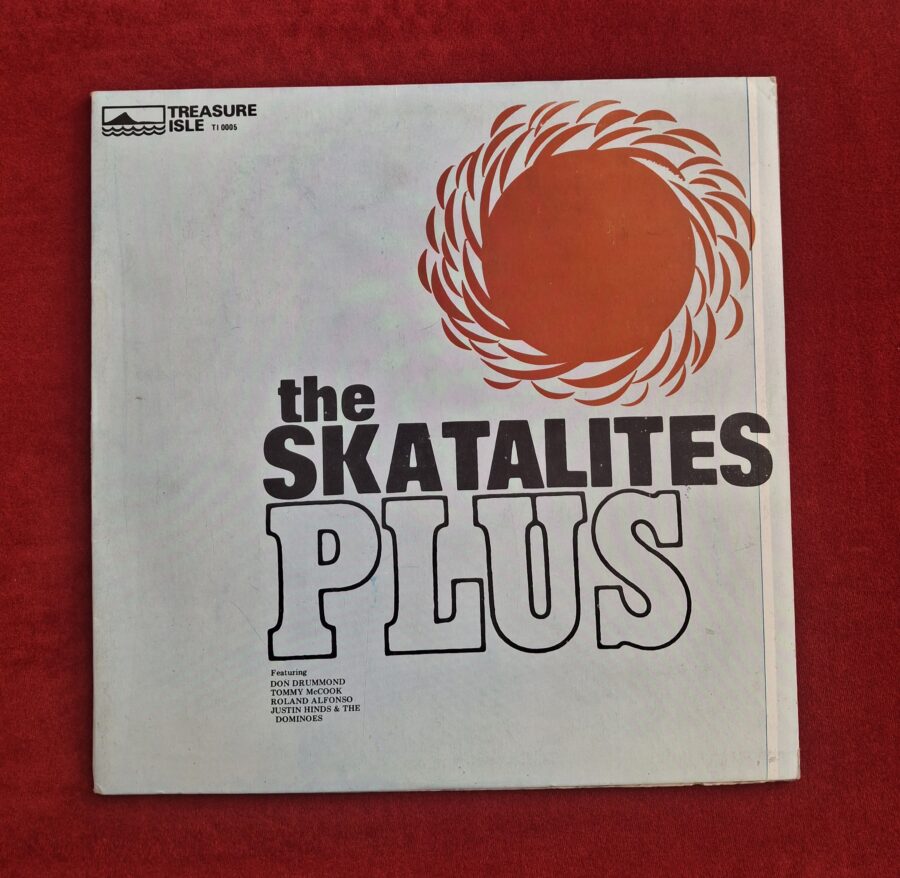 TREASURE
ISLE TI 0005
the
SKATALITES
PLUS
Featuring
DON DRUMMOND
TOMMY McCOOK
ROLAND ALFONSO
JUSTIN HINDS & THE
DOMINOES